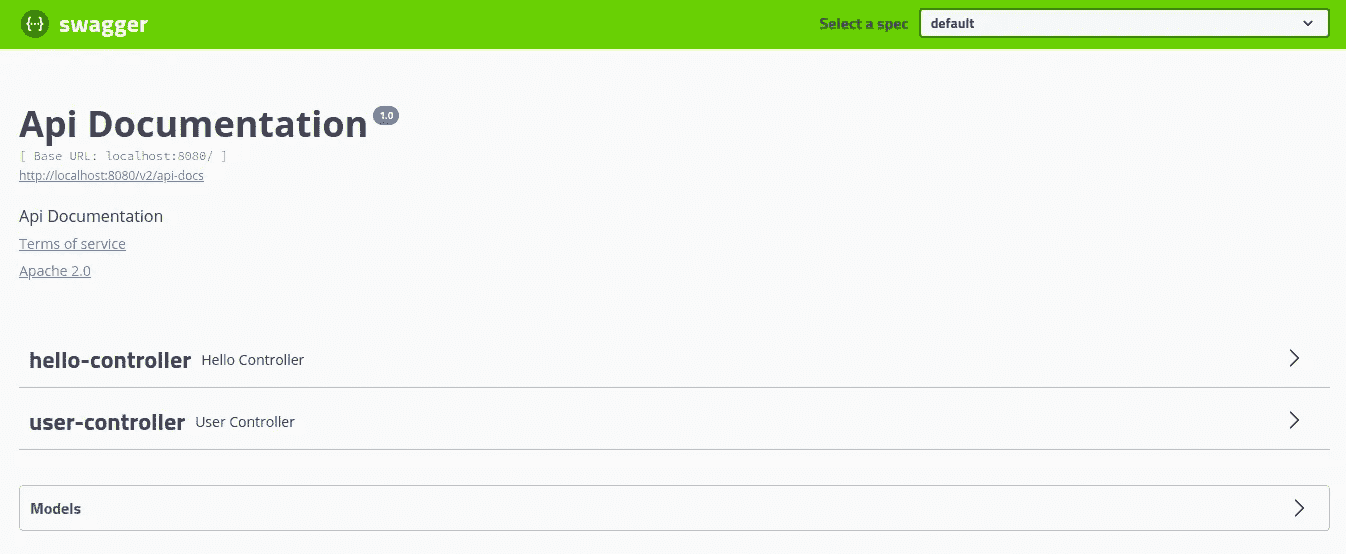 {···} swagger
Select a spec default
Api Documentation 1.0
[ Base URL: localhost:8080/ ]
http://localhost:8080/v2/api-docs
Api Documentation
Terms of service
Apache 2.0
hello-controller Hello Controller
user-controller User Controller
Models